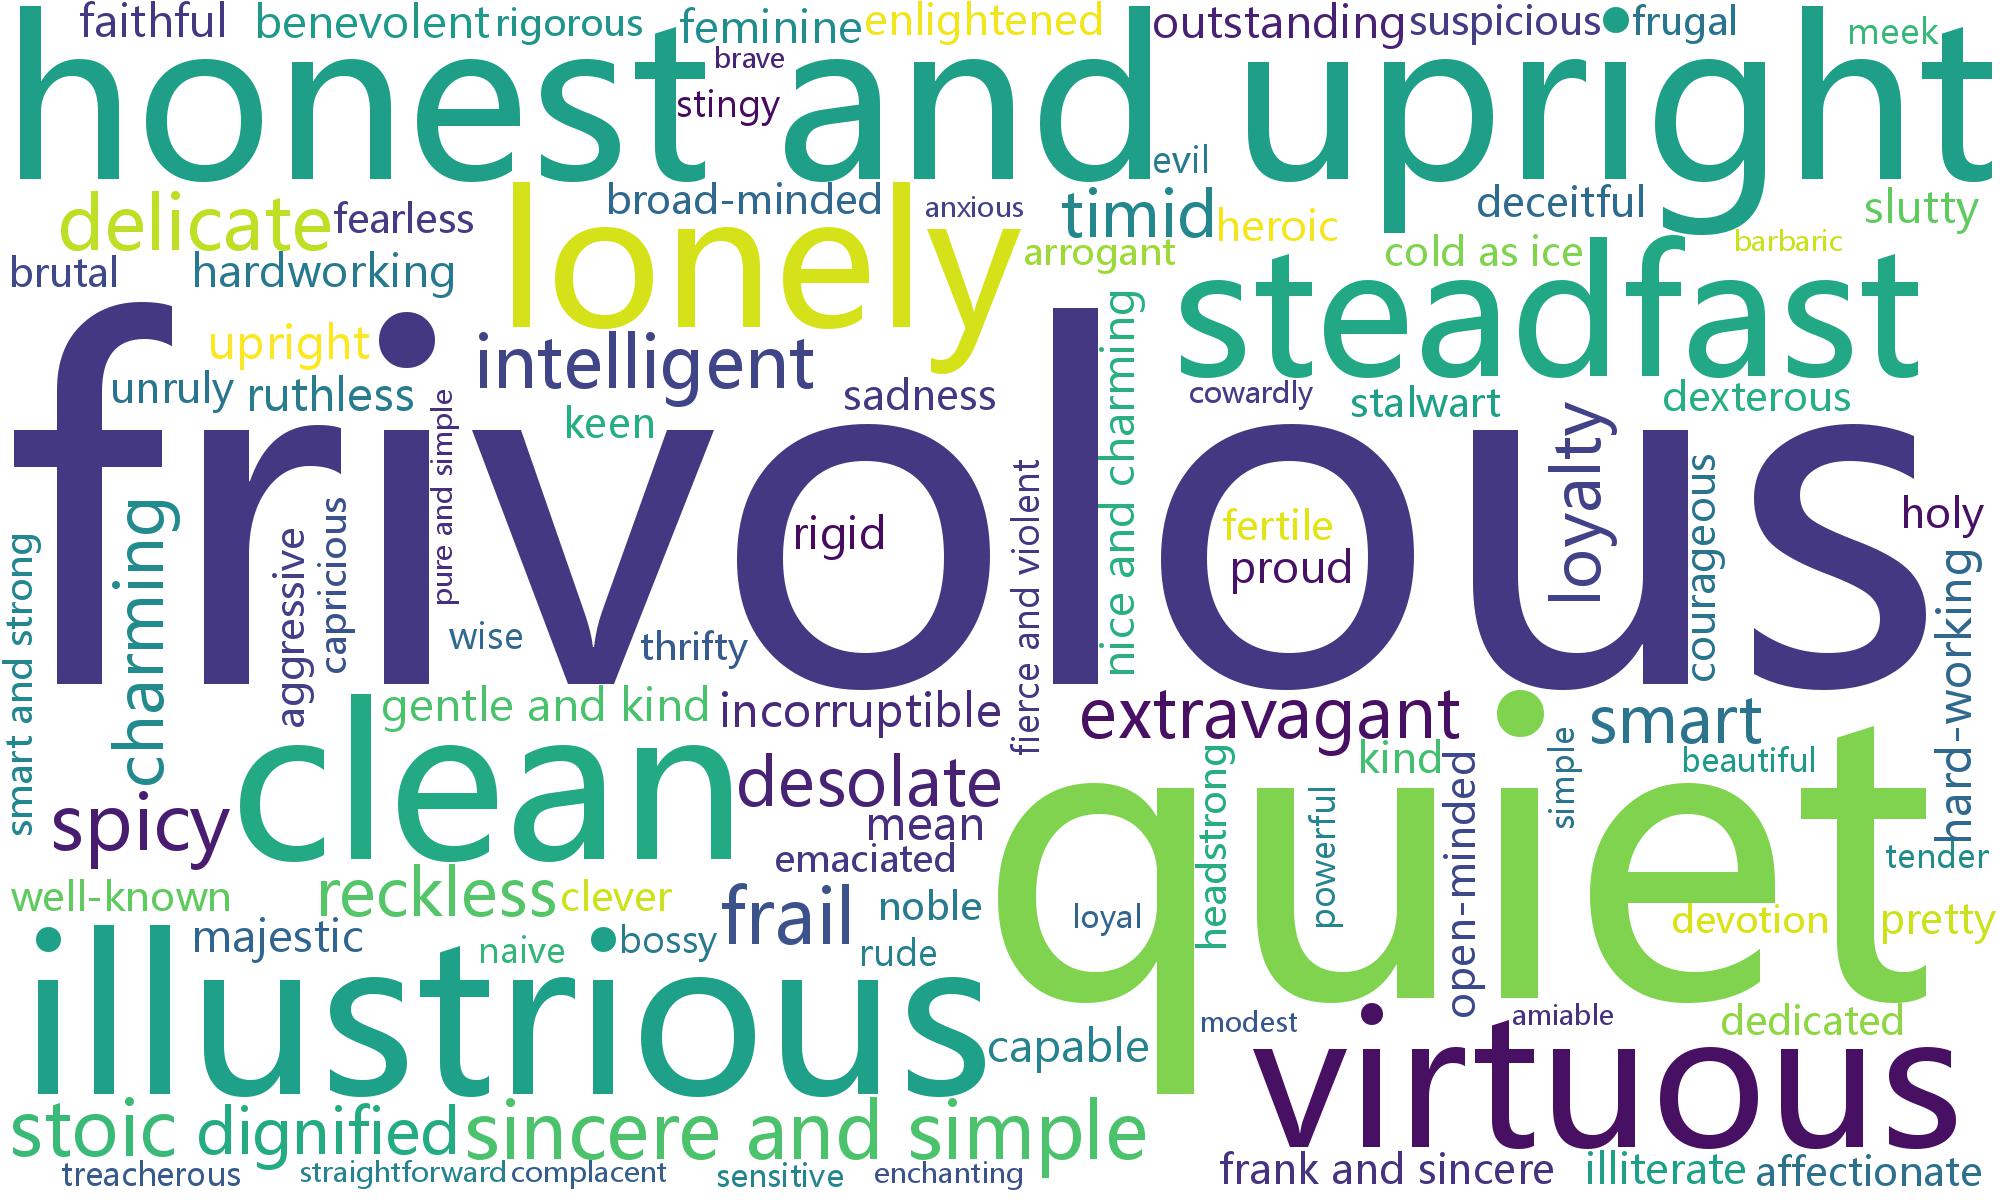 faithful
benevolent
rigorous
feminine
enlightened
outstanding
suspicious
frugal
meek
honest and upright
brave
stingy
evil
delicate
fearless
broad-minded
anxious
timid
heroic
deceitful
slutty
brutal
hardworking
lonely
arrogant
cold as ice
barbaric
steadfast
upright
intelligent
unruly
ruthless
sadness
nice and charming
cowardly
stalwart
dexterous
keen
pure and simple
loyalty
frivolous
charming
smart and strong
aggressive
capricious
rigid
fierce and violent
fertile
proud
courageous
holy
hard-working
wise
thrifty
gentle and kind
incorruptible
extravagant
smart
clean
desolate
kind
simple
beautiful
spicy
mean
headstrong
powerful
open-minded
quiet
emaciated
tender
well-known
reckless
clever
frail
noble
loyal
devotion
pretty
majestic
naive
bossy
rude
illustrious
modest
amiable
dedicated
capable
virtuous
stoic
dignified
sincere and simple
treacherous
straightforward
complacent
sensitive
enchanting
frank and sincere
illiterate
affectionate